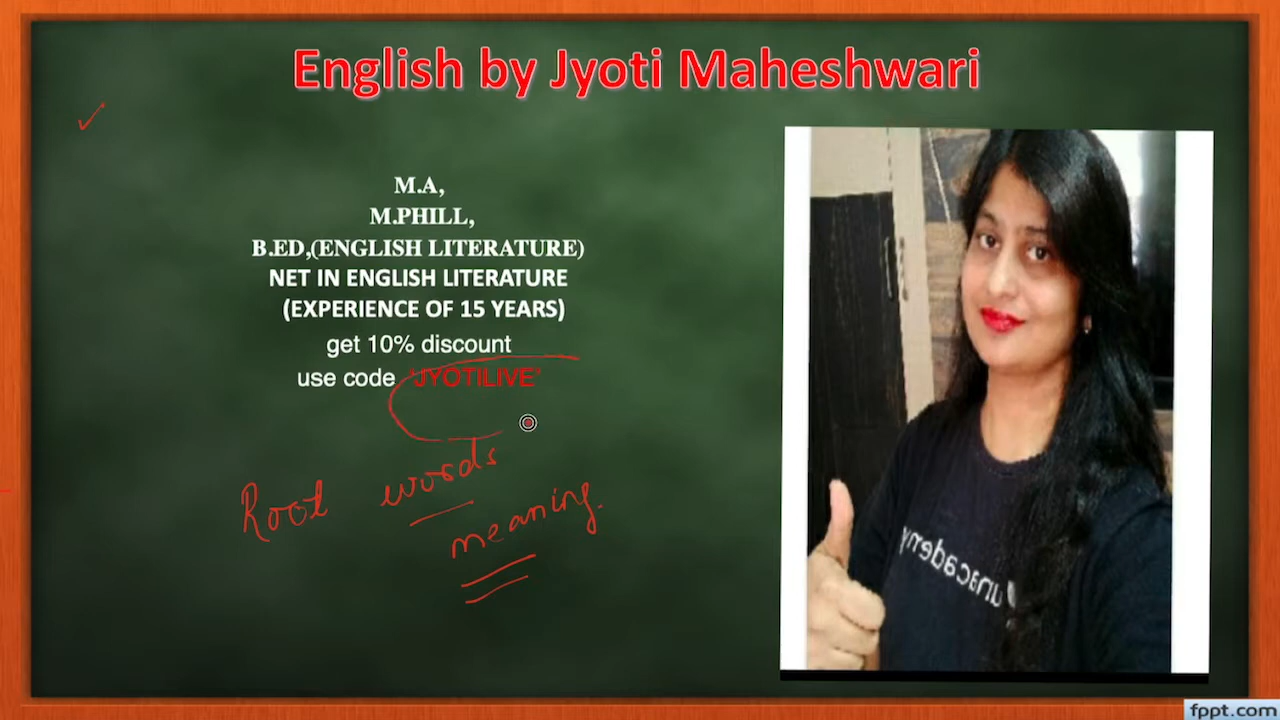 English by Jyoti Maheshwari
M.A,
M.PHILL,
B.ED,(ENGLISH LITERATURE)
NET IN ENGLISH LITERATURE
(EXPERIENCE OF 15 YEARS)
get 10% discount
use code 'JYOTILIVE'
Root words
meaning.
unacademy
fppt.com